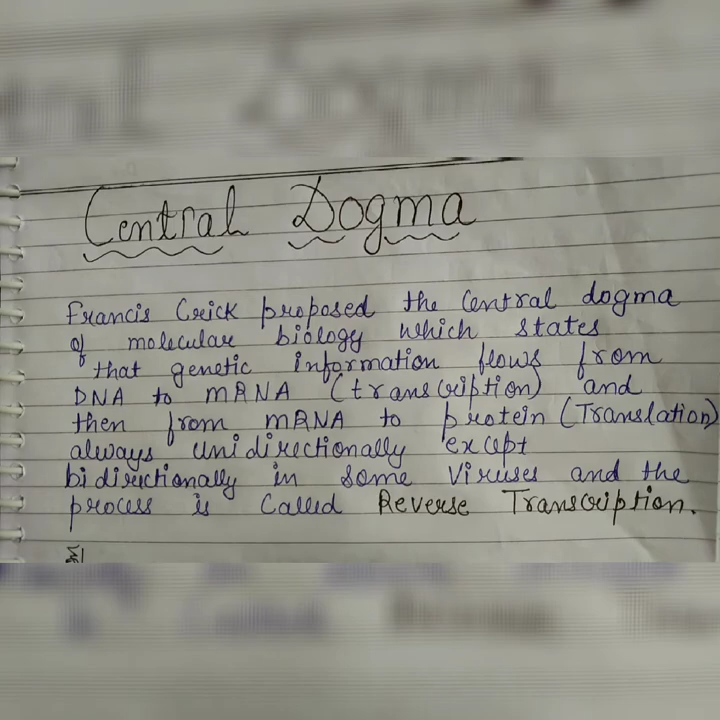 Central Dogma
Francis Crick proposed the Central dogma
of molecular biology which states
that genetic information flows from
DNA to mRNA (transcription) and
then from mRNA to protein (Translation)
always unidirectionally except
bidirectionally in some viruses and the
process is called Reverse Transcription.